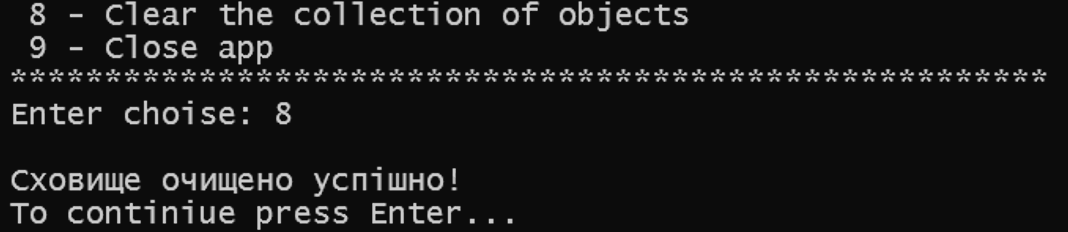 8 - Clear the collection of objects
9 - Close app
*******************************************************
Enter choise: 8
Сховище очищено успішно!
To continiue press Enter...